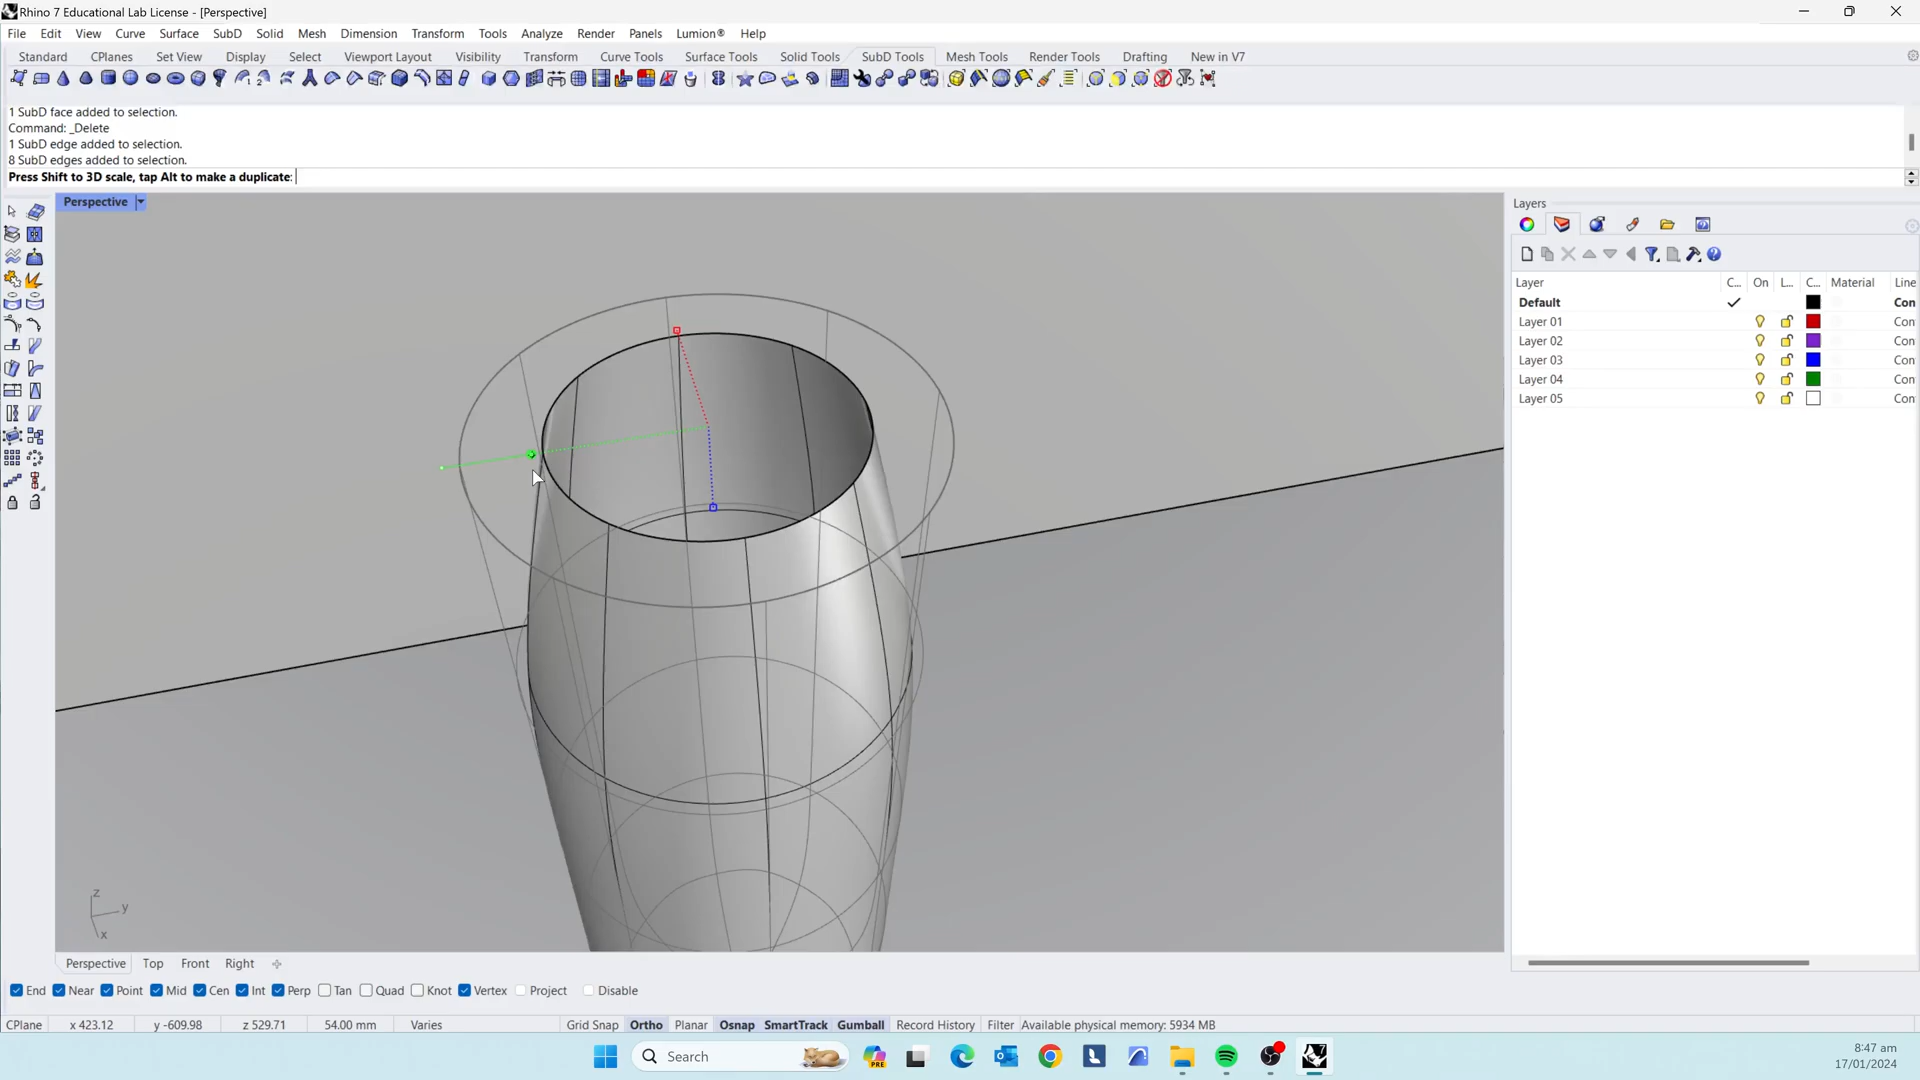 Rhino 7 Educational Lab License - [Perspective]
File Edit View Curve Surface SubD Solid Mesh Dimension Transform Tools Analyze Render Panels Lumion® Help
Standard CPlanes Set View Display Select Viewport Layout Visibility Transform Curve Tools Surface Tools Solid Tools SubD Tools Mesh Tools Render Tools Drafting New in V7
1 SubD face added to selection.
Command: _Delete
1 SubD edge added to selection.
8 SubD edges added to selection.
Press Shift to 3D scale, tap Alt to make a duplicate:
Perspective
Layers
Layer C... On L... C... Material Line
Default Con
Layer 01 Con
Layer 02 Con
Layer 03 Con
Layer 04 Con
Layer 05 Con
z
y
x
Perspective Top Front Right
End Near Point Mid Cen Int Perp Tan Quad Knot Vertex Project Disable
CPlane x 423.12 y -609.98 z 529.71 54.00 mm Varies Grid Snap Ortho Planar Osnap SmartTrack Gumball Record History Filter Available physical memory: 5934 MB
Search
PRE
8:47 am
17/01/2024